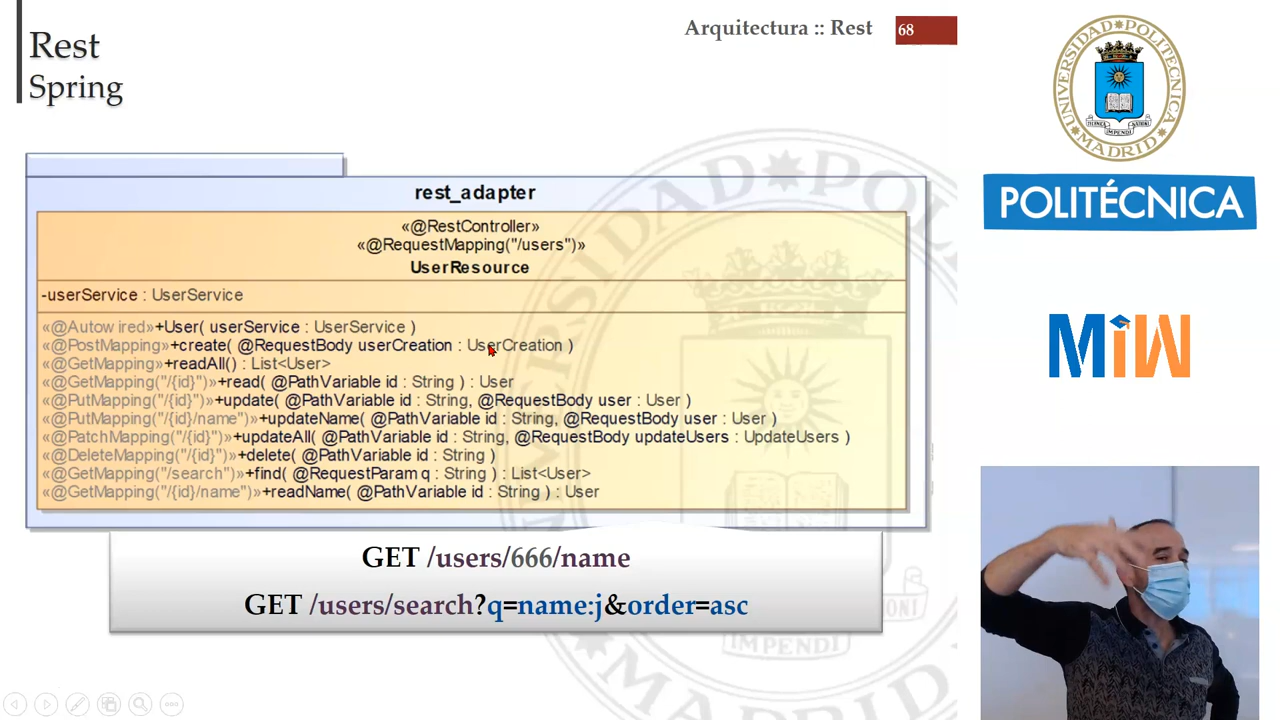 Rest
Spring
Arquitectura :: Rest
68
rest_adapter
«@RestController»
«@RequestMapping("/users")»
UserResource
-userService : UserService
«@Autowired»+User( userService : UserService )
«@PostMapping»+create( @RequestBody userCreation : UserCreation )
«@GetMapping»+readAll() : List<User>
«@GetMapping("/{id}")»+read( @PathVariable id : String ) : User
«@PutMapping("/{id}")»+update( @PathVariable id : String, @RequestBody user : User )
«@PutMapping("/{id}/name")»+updateName( @PathVariable id : String, @RequestBody user : User )
«@PatchMapping("/{id}")»+updateAll( @PathVariable id : String, @RequestBody updateUsers : UpdateUsers )
«@DeleteMapping("/{id}")»+delete( @PathVariable id : String )
«@GetMapping("/search")»+find( @RequestParam q : String ) : List<User>
«@GetMapping("/{id}/name")»+readName( @PathVariable id : String ) : User
GET /users/666/name
GET /users/search?q=name:j&order=asc
UNIVERSIDAD POLITECNICA
MADRID
IMPENDI
POLITÉCNICA
MiW